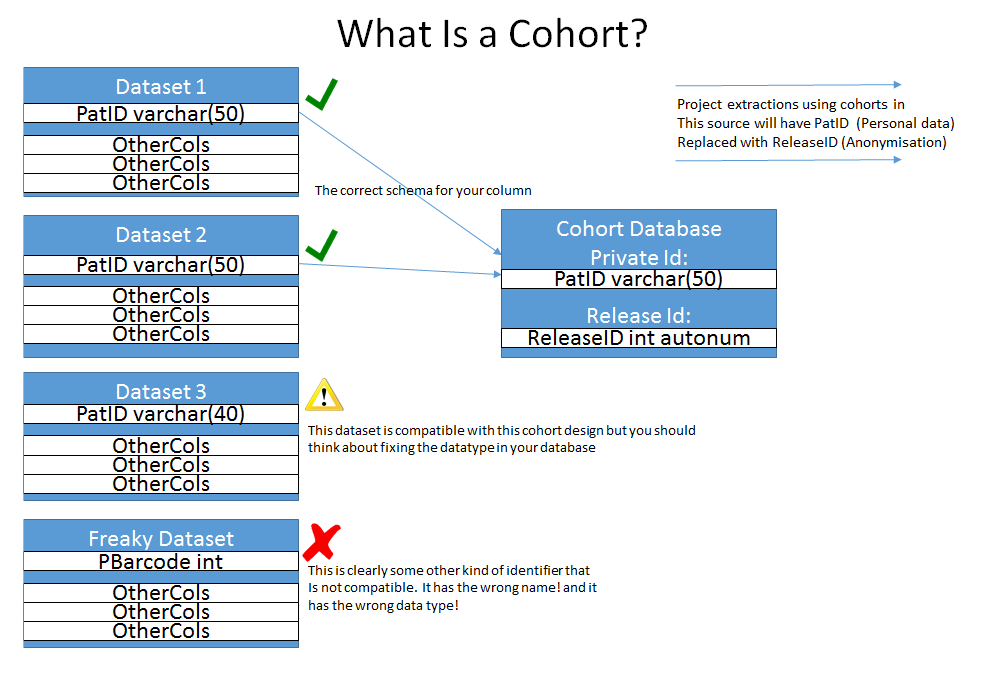 What Is a Cohort?
Dataset 1
PatID varchar(50)
OtherCols
OtherCols
OtherCols
Project extractions using cohorts in
This source will have PatID (Personal data)
Replaced with ReleaseID (Anonymisation)
The correct schema for your column
Dataset 2
PatID varchar(50)
OtherCols
OtherCols
OtherCols
Cohort Database
Private Id:
PatID varchar(50)
Release Id:
ReleaseID int autonum
Dataset 3
PatID varchar(40)
OtherCols
OtherCols
OtherCols
This dataset is compatible with this cohort design but you should
think about fixing the datatype in your database
Freaky Dataset
PBarcode int
OtherCols
OtherCols
OtherCols
This is clearly some other kind of identifier that
Is not compatible. It has the wrong name! and it
has the wrong data type!